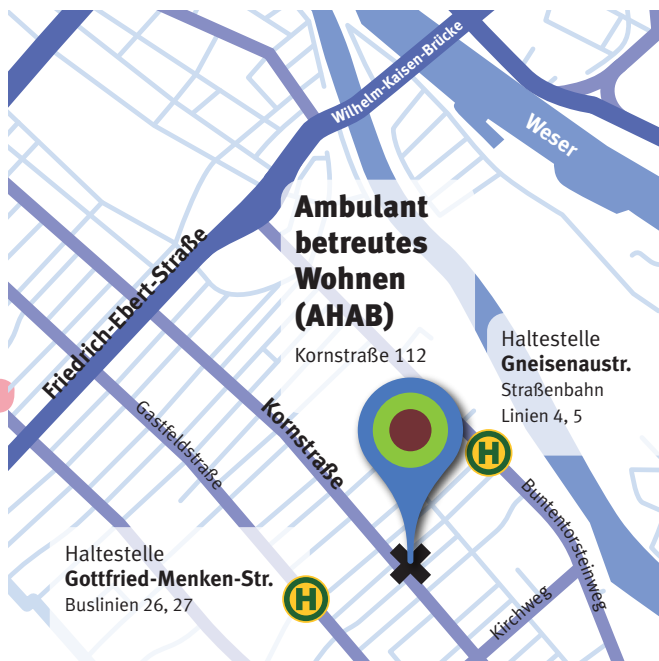 Wilhelm-Kaisen-Brücke
Weser
Ambulant
betreutes
Wohnen
(AHAB)
Kornstraße 112
Friedrich-Ebert-Straße
Haltestelle
Gneisenaustr.
Straßenbahn
Linien 4, 5
Gastfeldstraße
Kornstraße
H
Buntentorsteinweg
Haltestelle
Gottfried-Menken-Str.
Buslinien 26, 27
H
Kirchweg